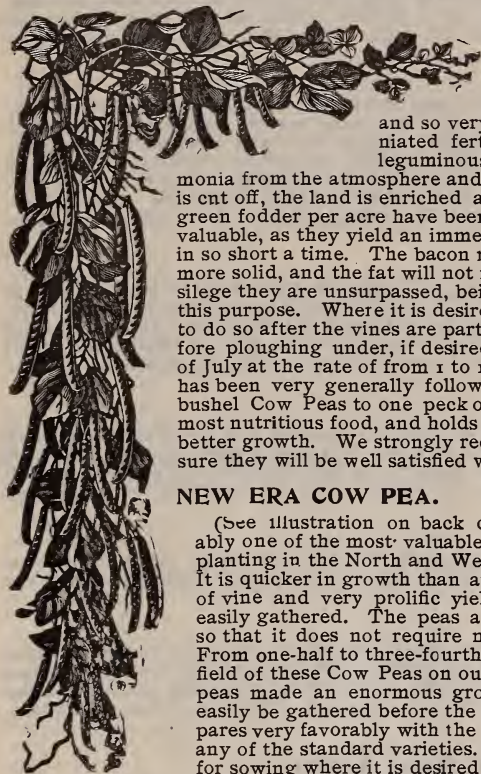 and so very
niated fert
leguminous
monia from the atmosphere and
is cut off, the land is enriched a
green fodder per acre have been
valuable, as they yield an imme
in so short a time. The bacon r
more solid, and the fat will not
silege they are unsurpassed, bei
this purpose. Where it is desire
to do so after the vines are part
fore ploughing under, if desired
of July at the rate of from 1 to 1
has been very generally follow
bushel Cow Peas to one peck o
most nutritious food, and holds
better growth. We strongly rec
sure they will be well satisfied w
NEW ERA COW PEA.
(See illustration on back c
ably one of the most valuable
planting in the North and We
It is quicker in growth than a
of vine and very prolific yiel
easily gathered. The peas a
so that it does not require m
From one-half to three-fourth
field of these Cow Peas on ou
peas made an enormous gro
easily be gathered before the
pares very favorably with the
any of the standard varieties.
for sowing where it is desired